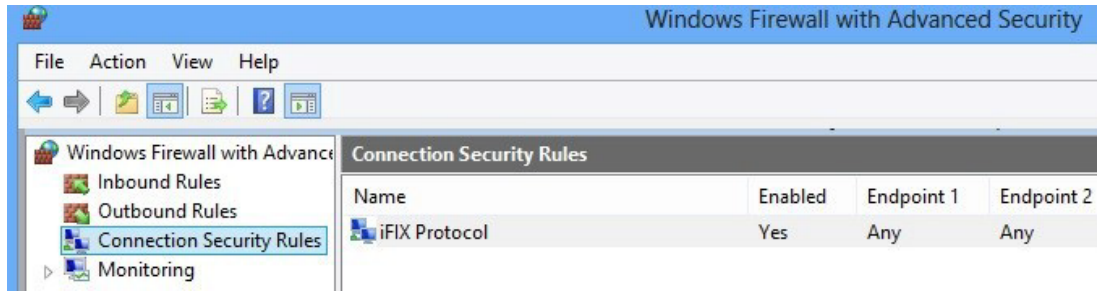 Windows Firewall with Advanced Security
File Action View Help
Windows Firewall with Advance
Inbound Rules
Outbound Rules
Connection Security Rules
Monitoring
Connection Security Rules
Name Enabled Endpoint 1 Endpoint 2
iFIX Protocol Yes Any Any